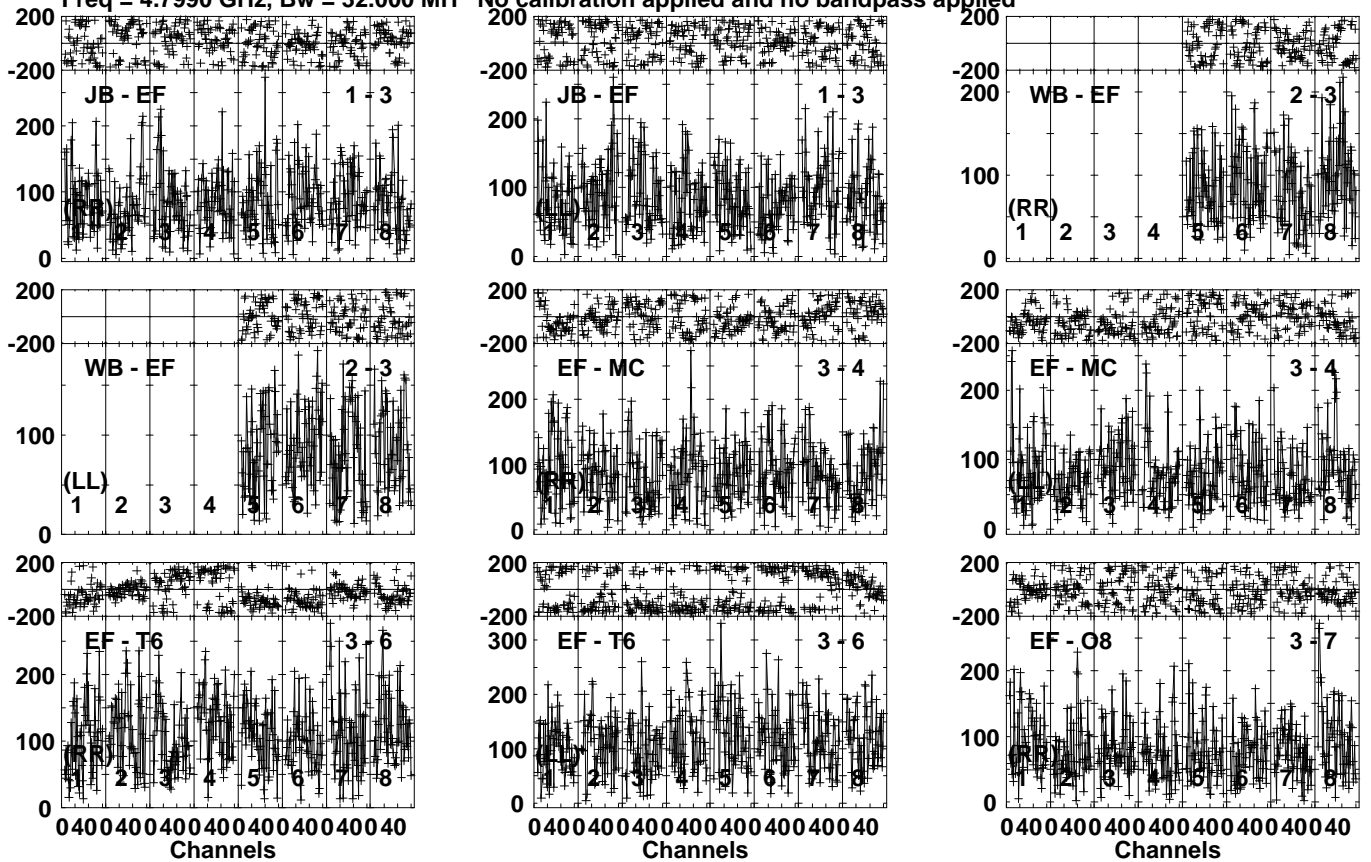 Freq = 4.7990 GHz, Bw = 32.000 MH No calibration applied and no bandpass applied
200 200 200
-200 -200 -200
JB - EF 1 - 3 JB - EF 1 - 3 WB - EF 2 - 3
200 200 200
100 100 100
(RR) (LL) (RR)
1 2 3 4 5 6 7 8 1 2 3 4 5 6 7 8 1 2 3 4 5 6 7 8
0 0 0
200 200 200
-200 -200 -200
WB - EF 2 - 3 EF - MC 3 - 4 EF - MC 3 - 4
200 200
100 100 100
(LL) (RR) (LL)
1 2 3 4 5 6 7 8 1 2 3 4 5 6 7 8 1 2 3 4 5 6 7 8
0 0 0
200 200 200
-200 -200 -200
EF - T6 3 - 6 EF - T6 3 - 6 EF - O8 3 - 7
300
200 200 200
100 100 100
(RR) (LL) (RR)
1 2 3 4 5 6 7 8 1 2 3 4 5 6 7 8 1 2 3 4 5 6 7 8
0 0 0
0 40 0 40 0 40 0 40 0 40 0 40 0 40 0 40 0 40 0 40 0 40 0 40 0 40 0 40 0 40 0 40 0 40 0 40 0 40 0 40 0 40 0 40 0 40 0 40
Channels Channels Channels